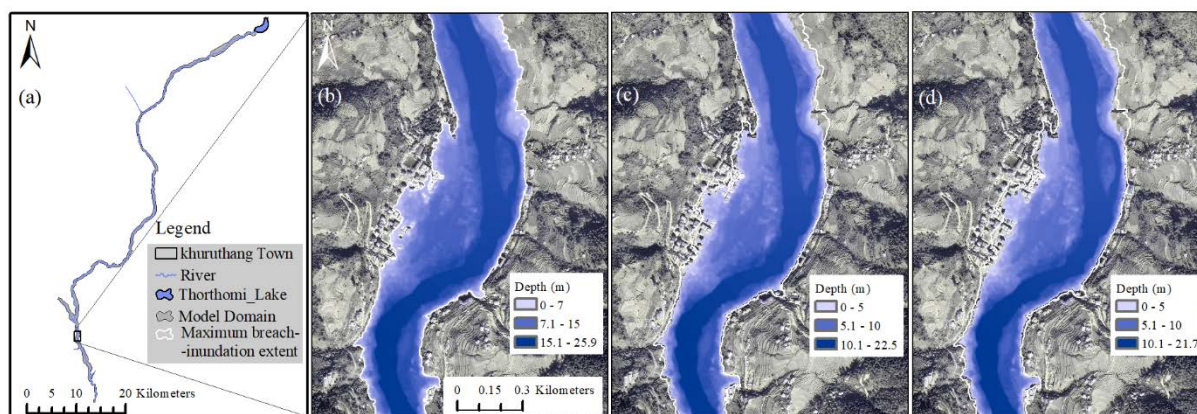 N
(a)
Legend
khuruthang Town
River
Thorthomi_Lake
Model Domain
Maximum breach-
-inundation extent
0 5 10 20 Kilometers
N
(b)
Depth (m)
0 - 7
7.1 - 15
15.1 - 25.9
0 0.15 0.3 Kilometers
(c)
Depth (m)
0 - 5
5.1 - 10
10.1 - 22.5
(d)
Depth (m)
0 - 5
5.1 - 10
10.1 - 21.7